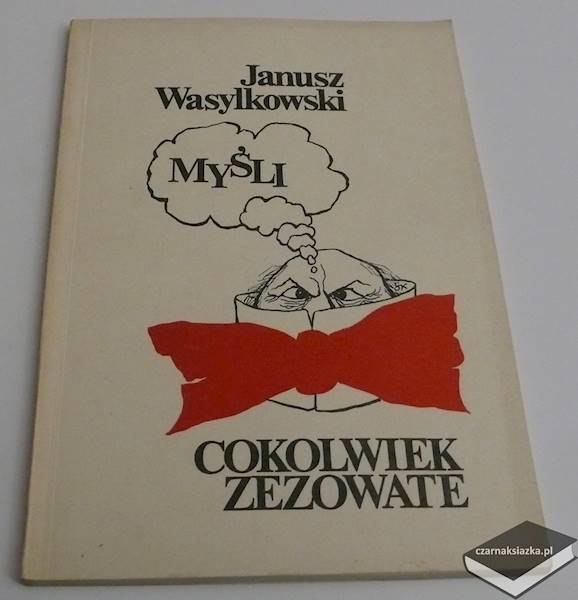 Janusz
Wasylkowski
MYŚLI
COKOLWIEK
ZEZOWATE
czarnaksiazka.pl